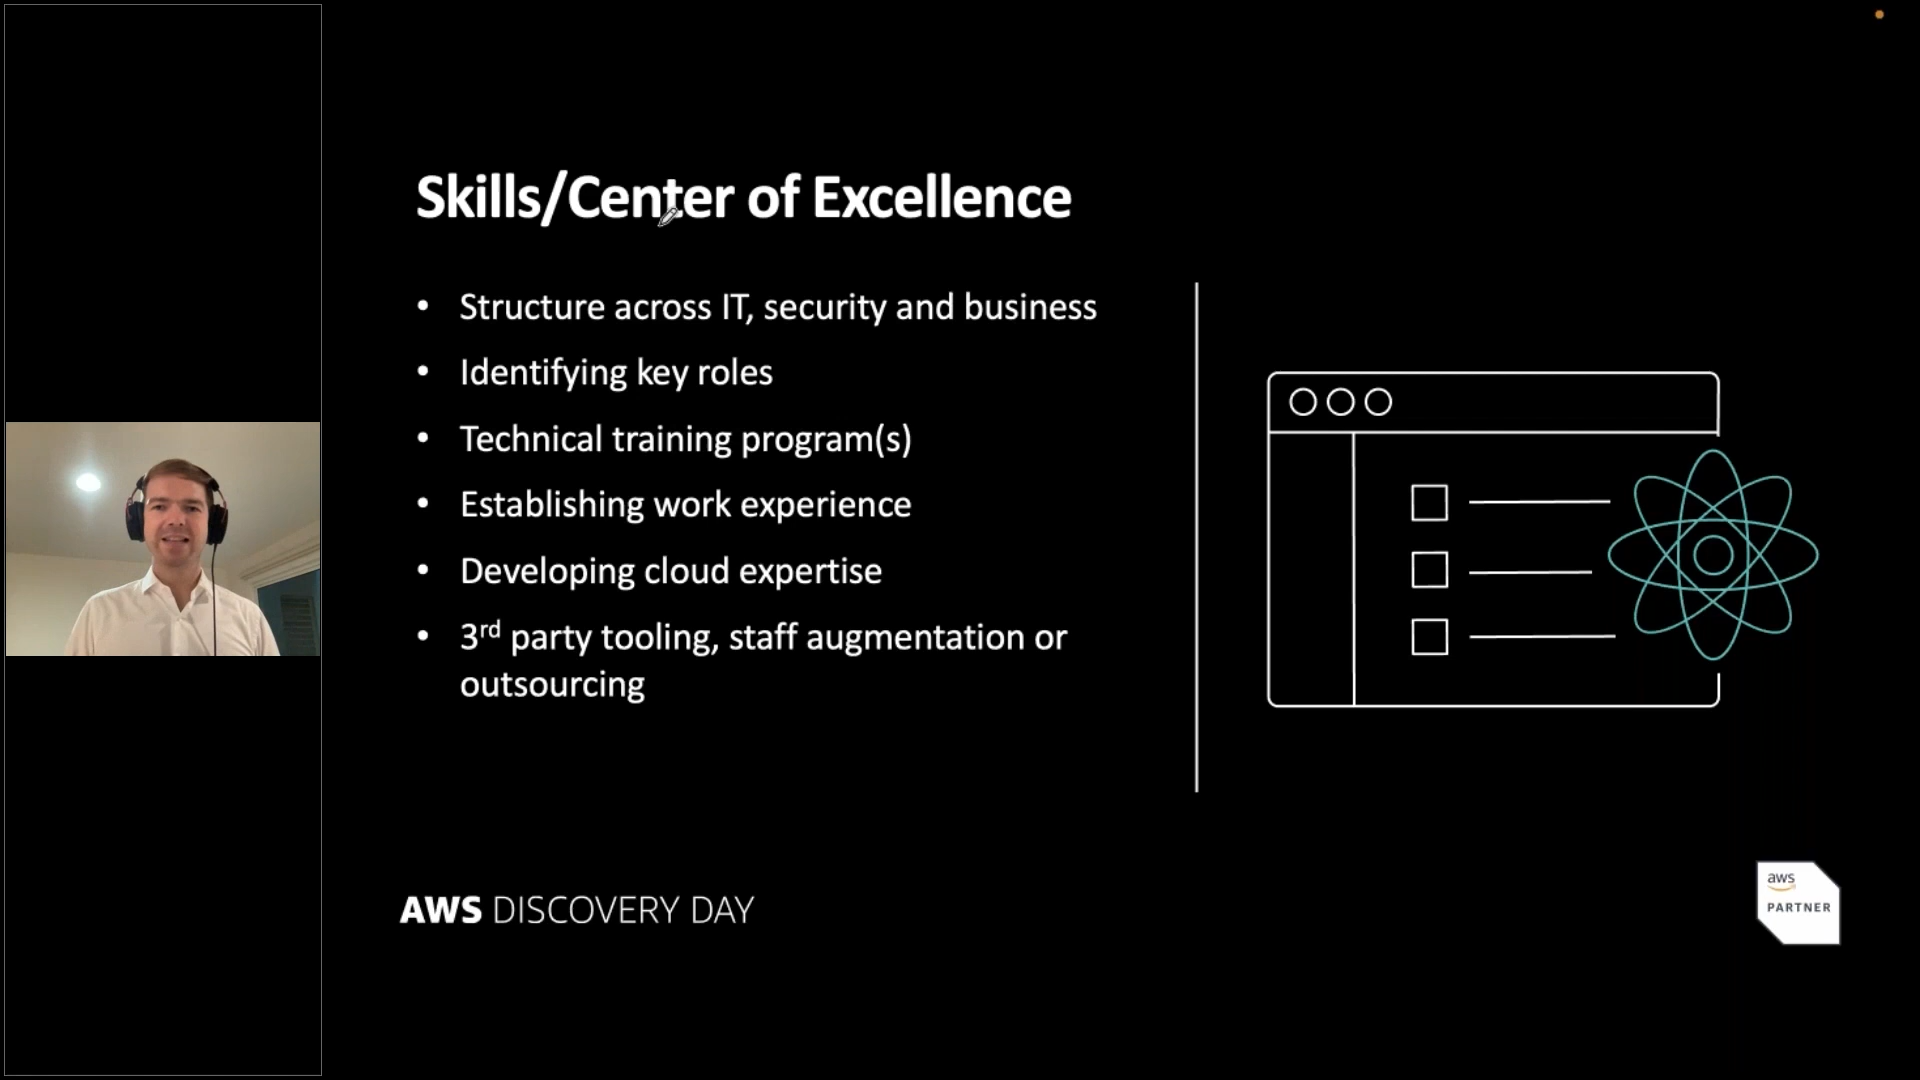 Skills/Center of Excellence
• Structure across IT, security and business
• Identifying key roles
• Technical training program(s)
• Establishing work experience
• Developing cloud expertise
• 3rd party tooling, staff augmentation or
outsourcing
AWS DISCOVERY DAY
aws
PARTNER